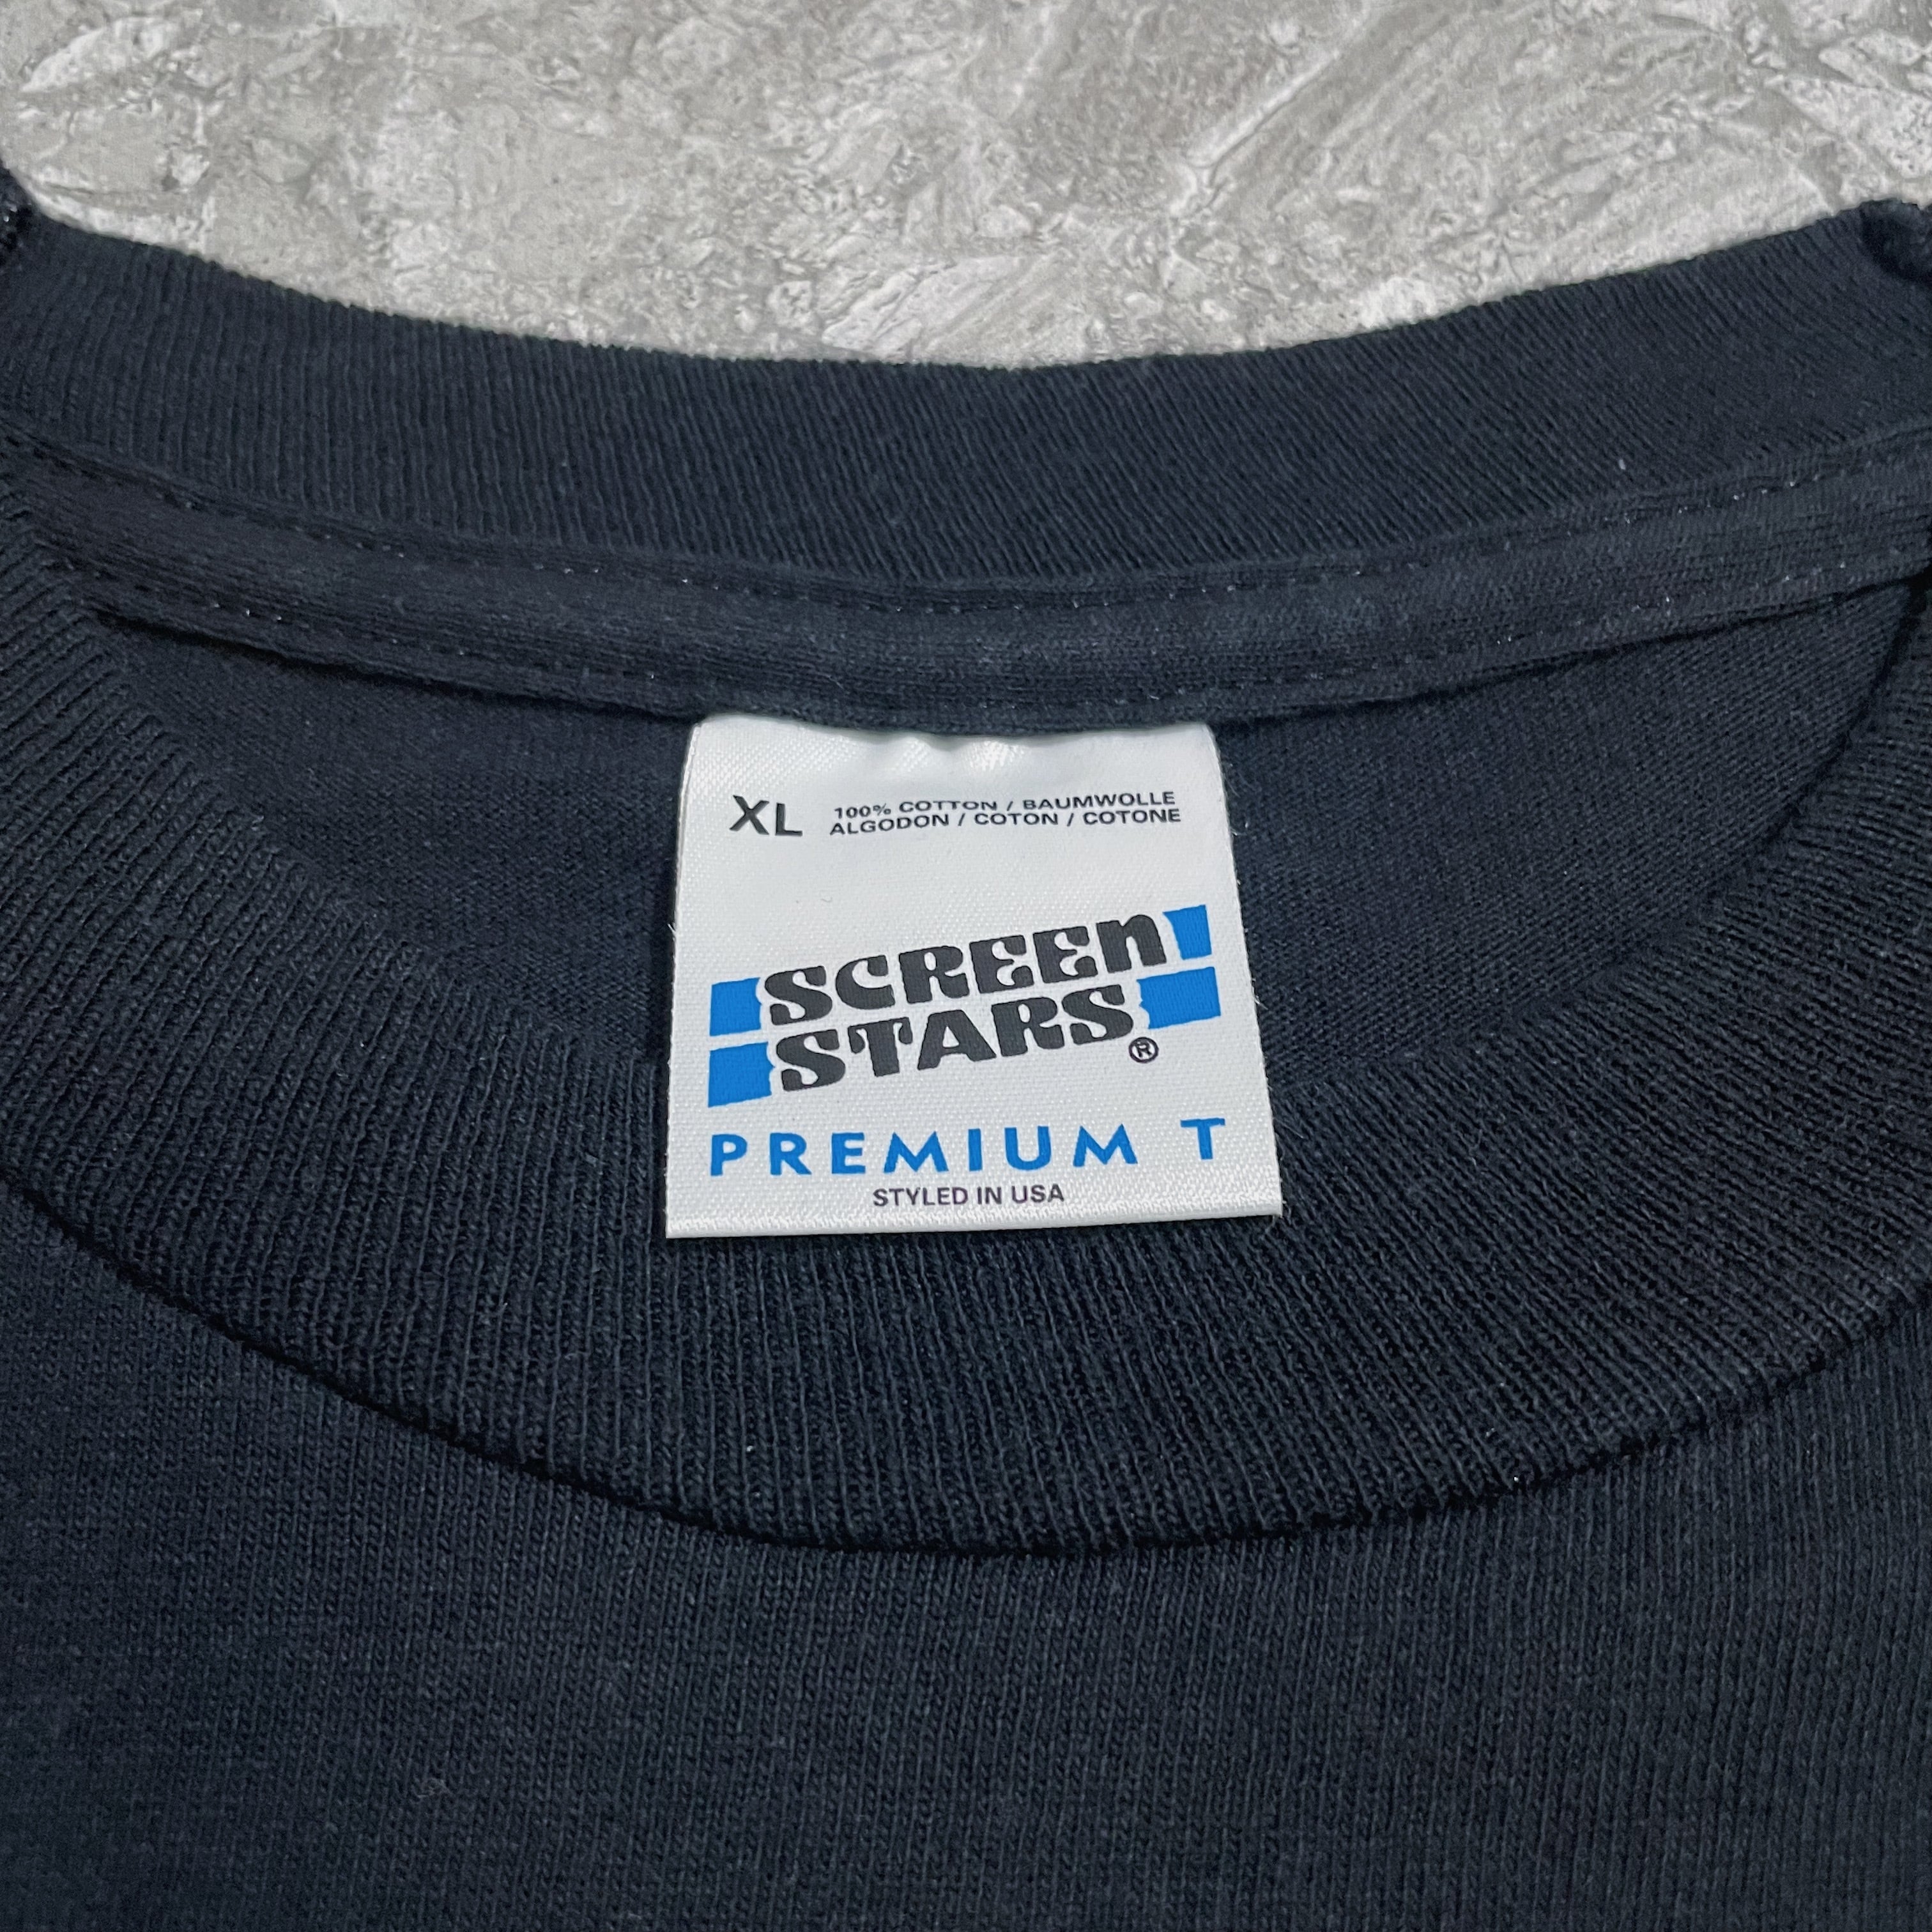 XL
100% COTTON / BAUMWOLLE
ALGODON / COTON / COTONE
SCREEN
STARS®
PREMIUM T
STYLED IN USA